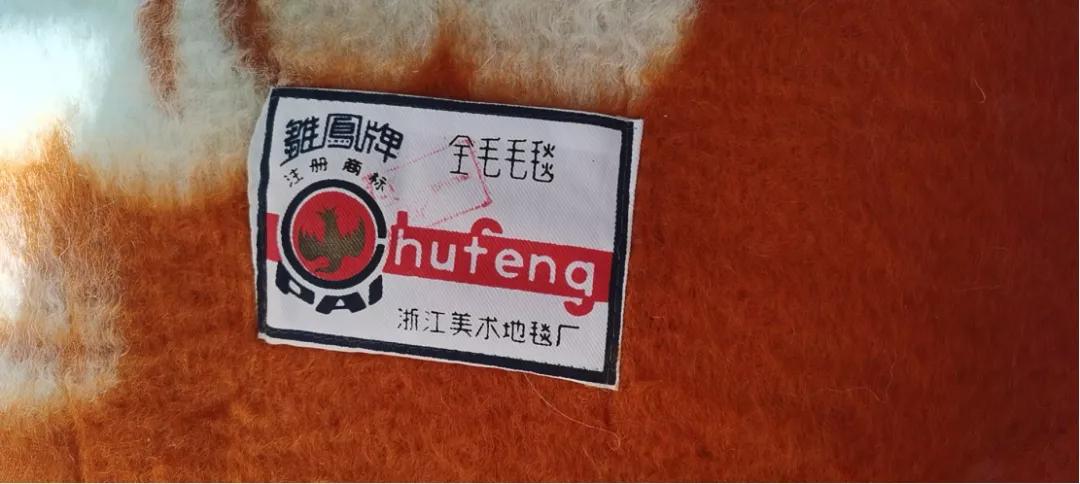 雛鳳牌
注册商标
全毛毛毯
Chufeng
PAI
浙江美术地毯厂